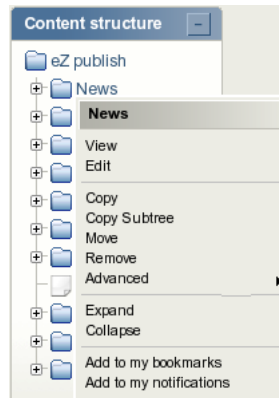 Content structure
eZ publish
News
News
View
Edit
Copy
Copy Subtree
Move
Remove
Advanced
Expand
Collapse
Add to my bookmarks
Add to my notifications